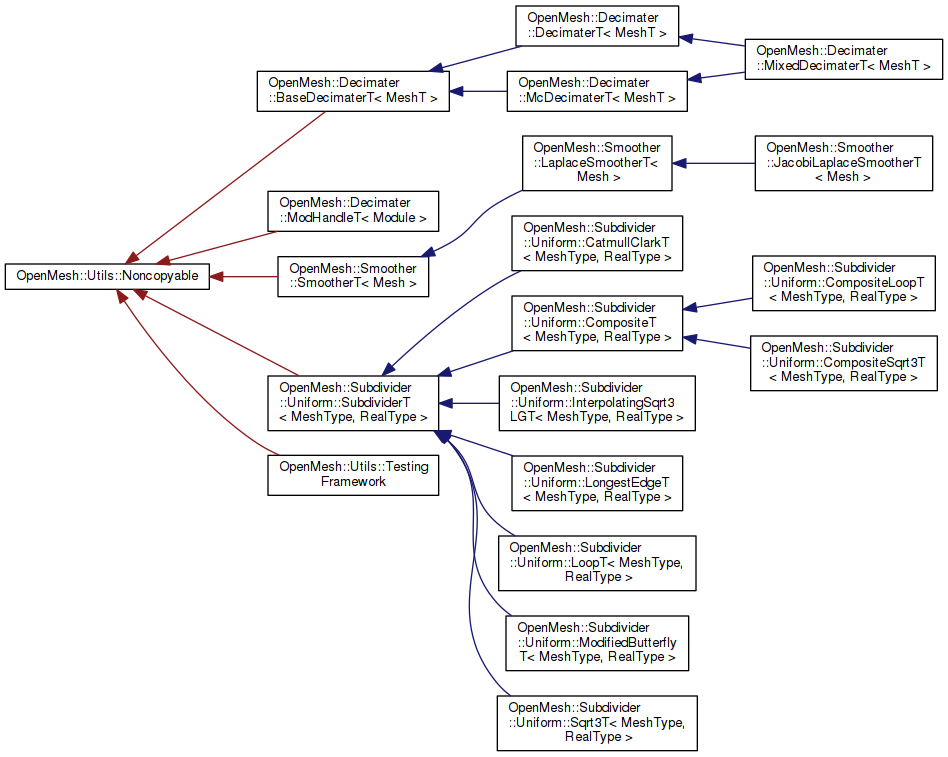 OpenMesh::Decimater
::DecimaterT< MeshT >
OpenMesh::Decimater
::MixedDecimaterT< MeshT >
OpenMesh::Decimater
::BaseDecimaterT< MeshT >
OpenMesh::Decimater
::McDecimaterT< MeshT >
OpenMesh::Smoother
::LaplaceSmootherT<
Mesh >
OpenMesh::Smoother
::JacobiLaplaceSmootherT
< Mesh >
OpenMesh::Decimater
::ModHandleT< Module >
OpenMesh::Subdivider
::Uniform::CatmullClarkT
< MeshType, RealType >
OpenMesh::Utils::Noncopyable
OpenMesh::Smoother
::SmootherT< Mesh >
OpenMesh::Subdivider
::Uniform::CompositeLoopT
< MeshType, RealType >
OpenMesh::Subdivider
::Uniform::CompositeT
< MeshType, RealType >
OpenMesh::Subdivider
::Uniform::CompositeSqrt3T
< MeshType, RealType >
OpenMesh::Subdivider
::Uniform::SubdividerT
< MeshType, RealType >
OpenMesh::Subdivider
::Uniform::InterpolatingSqrt3
LGT< MeshType, RealType >
OpenMesh::Utils::Testing
Framework
OpenMesh::Subdivider
::Uniform::LongestEdgeT
< MeshType, RealType >
OpenMesh::Subdivider
::Uniform::LoopT< MeshType,
RealType >
OpenMesh::Subdivider
::Uniform::ModifiedButterfly
T< MeshType, RealType >
OpenMesh::Subdivider
::Uniform::Sqrt3T< MeshType,
RealType >